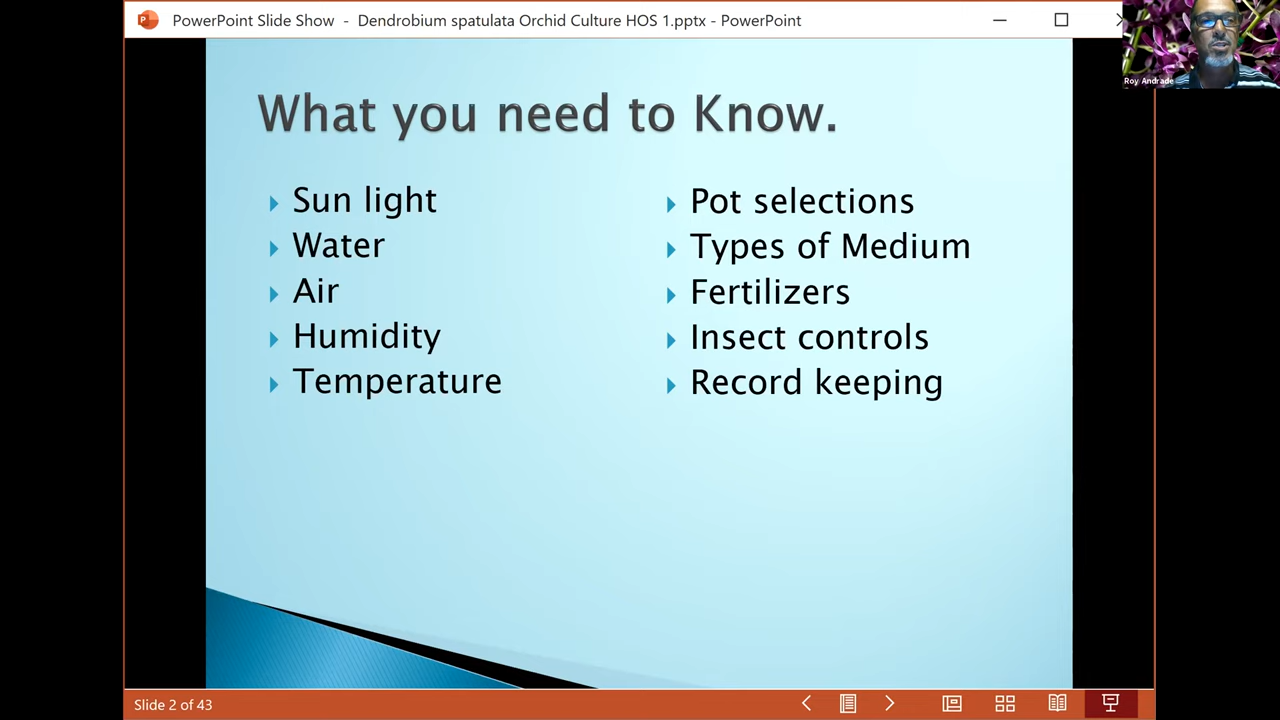 PowerPoint Slide Show - Dendrobium spatulata Orchid Culture HOS 1.pptx - PowerPoint
Roy Andrade
What you need to Know.
Sun light
Water
Air
Humidity
Temperature
Pot selections
Types of Medium
Fertilizers
Insect controls
Record keeping
Slide 2 of 43